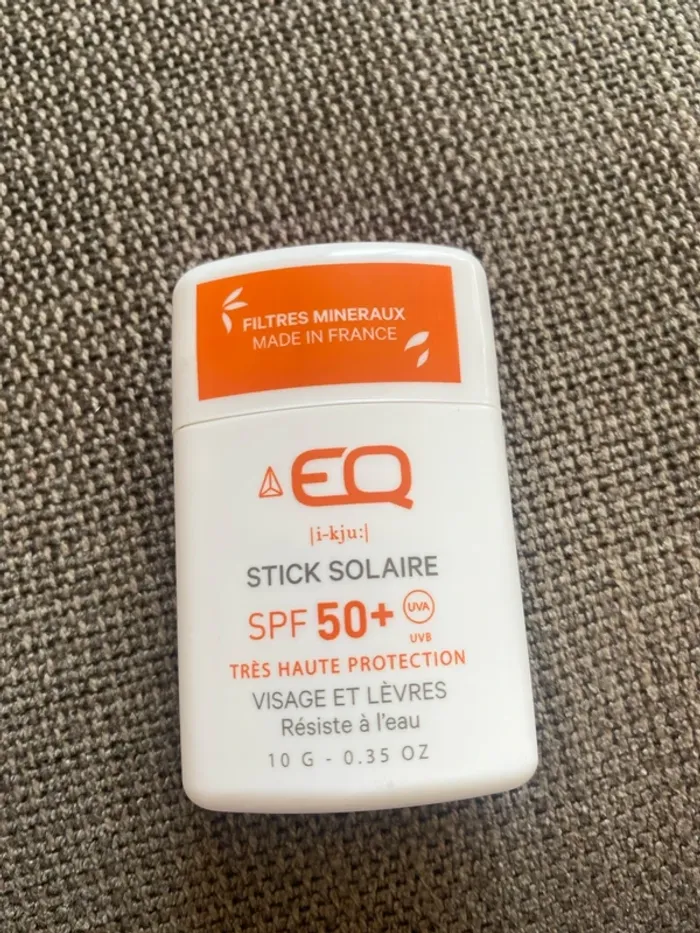 FILTRES MINERAUX
MADE IN FRANCE
EQ
|i-kju:|
STICK SOLAIRE
SPF 50+ UVA
UVB
TRÈS HAUTE PROTECTION
VISAGE ET LÈVRES
Résiste à l'eau
10 G - 0.35 OZ